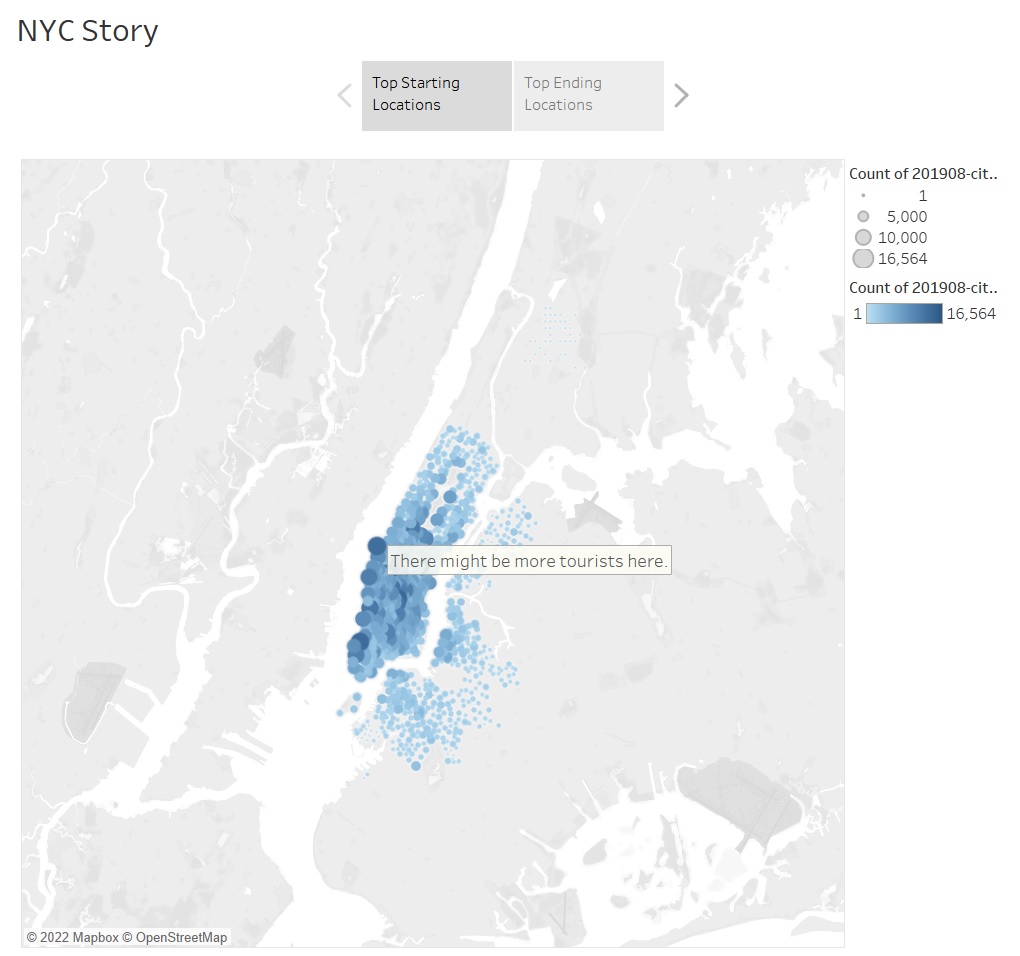 NYC Story
Top Starting
Locations
Top Ending
Locations
Count of 201908-cit..
1
5,000
10,000
16,564
Count of 201908-cit..
1 16,564
There might be more tourists here.
© 2022 Mapbox © OpenStreetMap